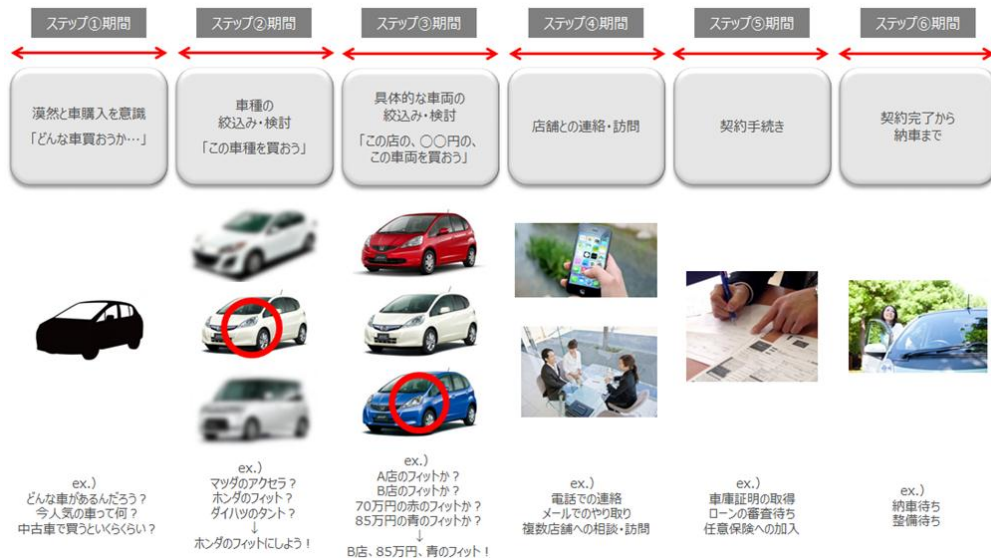 ステップ①期間
ステップ②期間
ステップ③期間
ステップ④期間
ステップ⑤期間
ステップ⑥期間
漠然と車購入を意識
「どんな車買おうか…」
車種の
絞込み・検討
「この車種を買おう」
具体的な車両の
絞込み・検討
「この店の、○○円の、
この車両を買おう」
店舗との連絡・訪問
契約手続き
契約完了から
納車まで
ex.)
どんな車があるんだろう？
今人気の車って何？
中古車で買うといくらくらい？
ex.)
マツダのアクセラ？
ホンダのフィット？
ダイハツのタント？
↓
ホンダのフィットにしよう！
ex.)
A店のフィットか？
B店のフィットか？
70万円の赤のフィットか？
85万円の青のフィットか？
↓
B店、85万円、青のフィット！
ex.)
電話での連絡
メールでのやり取り
複数店舗への相談・訪問
ex.)
車庫証明の取得
ローンの審査待ち
任意保険への加入
ex.)
納車待ち
整備待ち